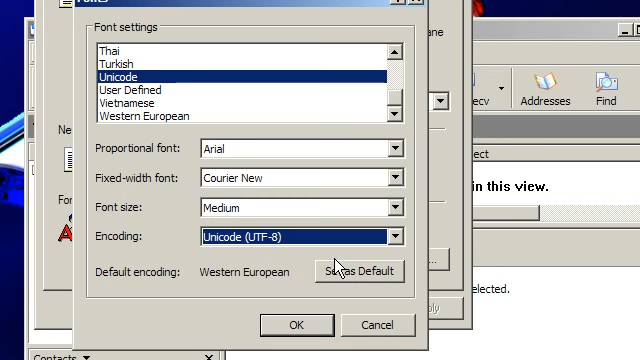 Fonts
Font settings
Thai
Turkish
Unicode
User Defined
Vietnamese
Western European
Proportional font: Arial
Fixed-width font: Courier New
Font size: Medium
Encoding: Unicode (UTF-8)
Default encoding: Western European
Set as Default
OK
Cancel
Addresses
Find
in this view.
Contacts